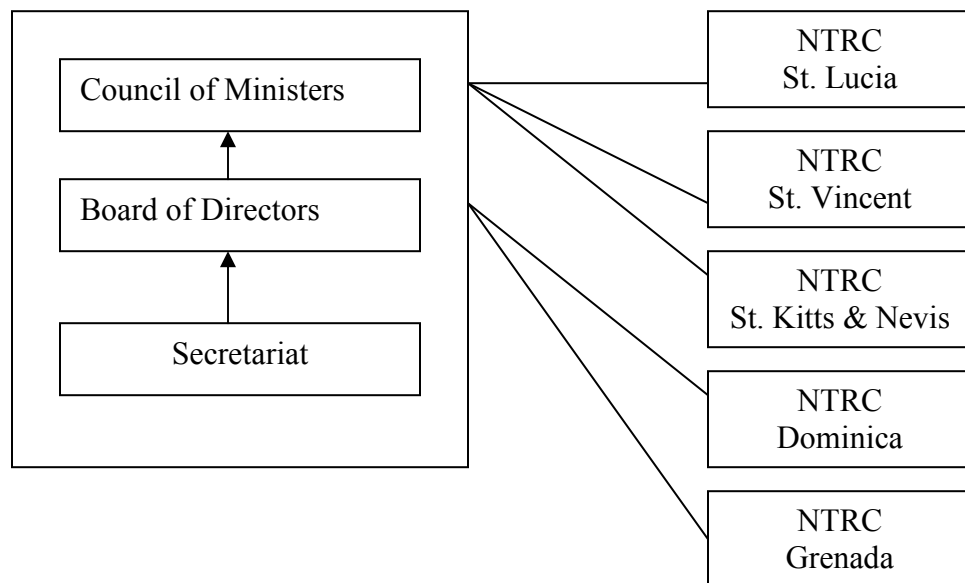 Council of Ministers
Board of Directors
Secretariat
NTRC
St. Lucia
NTRC
St. Vincent
NTRC
St. Kitts & Nevis
NTRC
Dominica
NTRC
Grenada